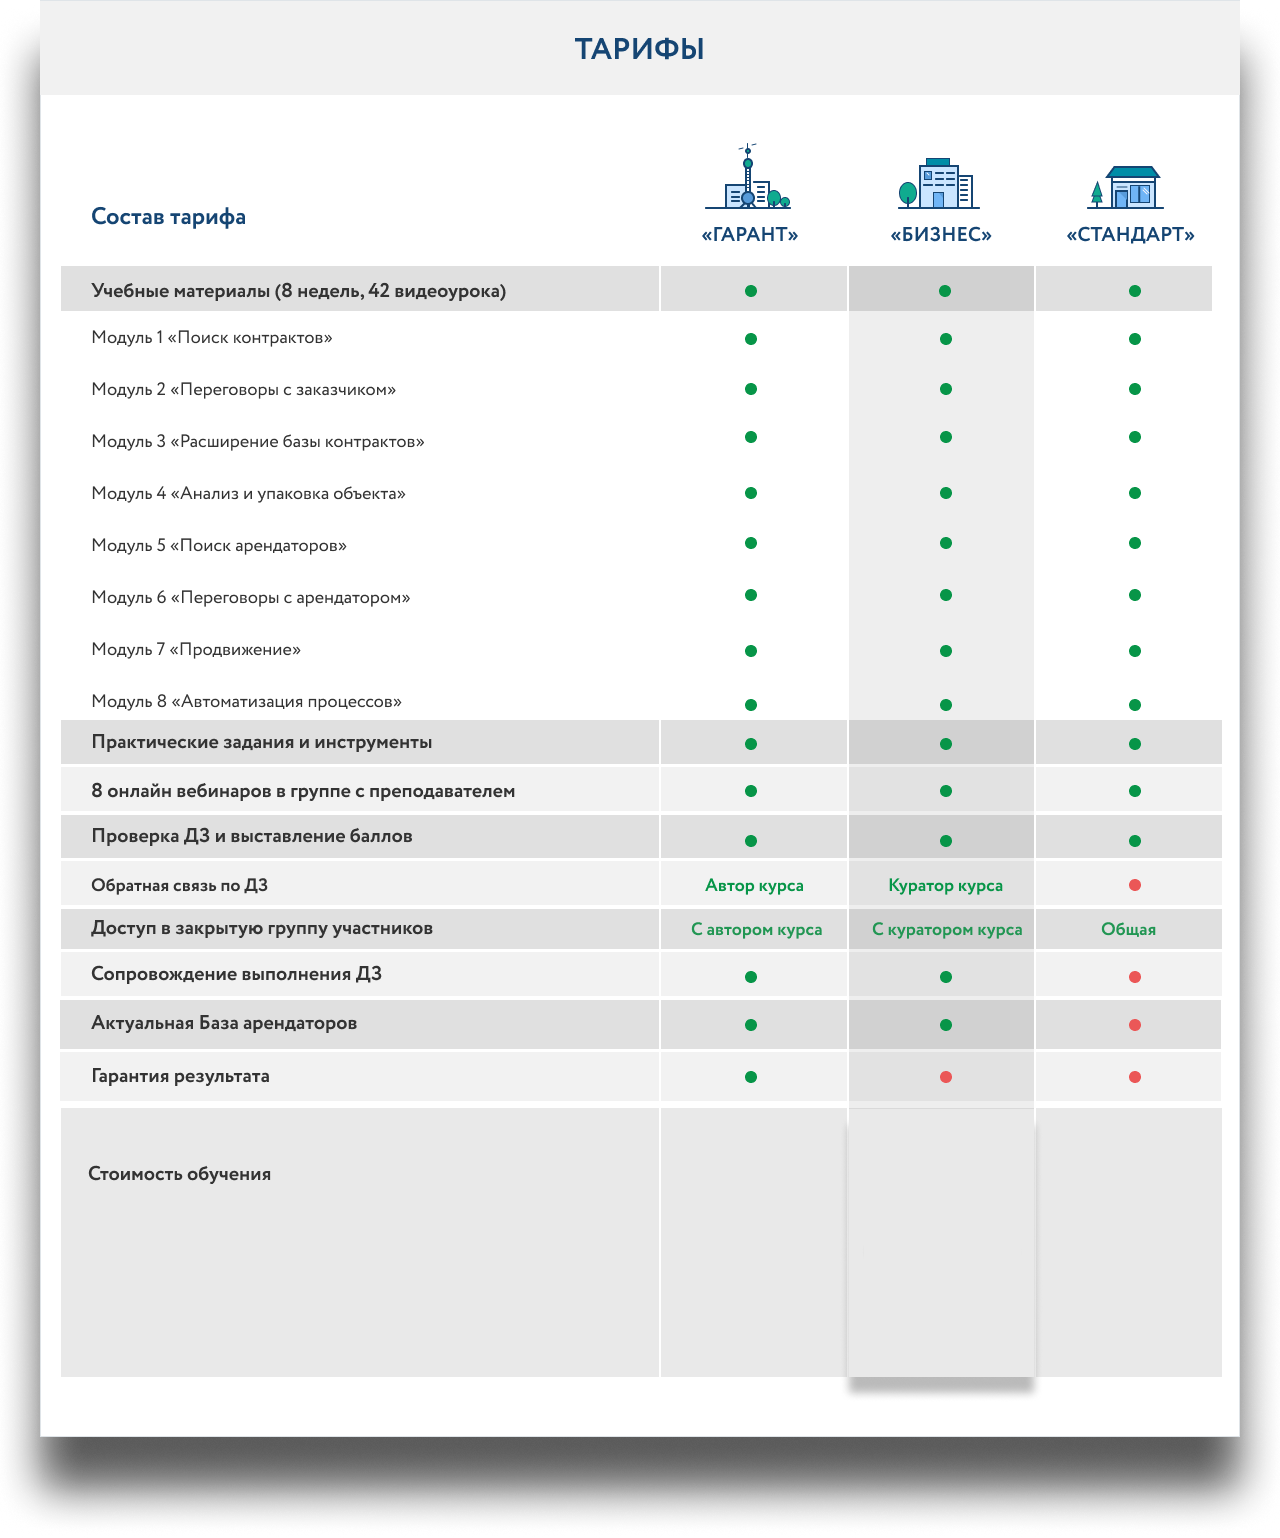 ТАРИФЫ
Состав тарифа
«ГАРАНТ» «БИЗНЕС» «СТАНДАРТ»
Учебные материалы (8 недель, 42 видеоурока)
Модуль 1 «Поиск контрактов»
Модуль 2 «Переговоры с заказчиком»
Модуль 3 «Расширение базы контрактов»
Модуль 4 «Анализ и упаковка объекта»
Модуль 5 «Поиск арендаторов»
Модуль 6 «Переговоры с арендатором»
Модуль 7 «Продвижение»
Модуль 8 «Автоматизация процессов»
Практические задания и инструменты
8 онлайн вебинаров в группе с преподавателем
Проверка ДЗ и выставление баллов
Обратная связь по ДЗ Автор курса Куратор курса
Доступ в закрытую группу участников С автором курса С куратором курса Общая
Сопровождение выполнения ДЗ
Актуальная База арендаторов
Гарантия результата
Стоимость обучения